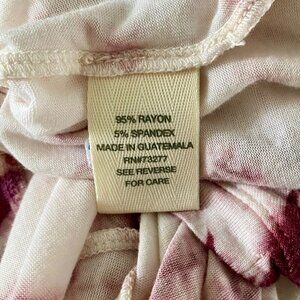 95% RAYON
5% SPANDEX
MADE IN GUATEMALA
RN#73277
SEE REVERSE
FOR CARE